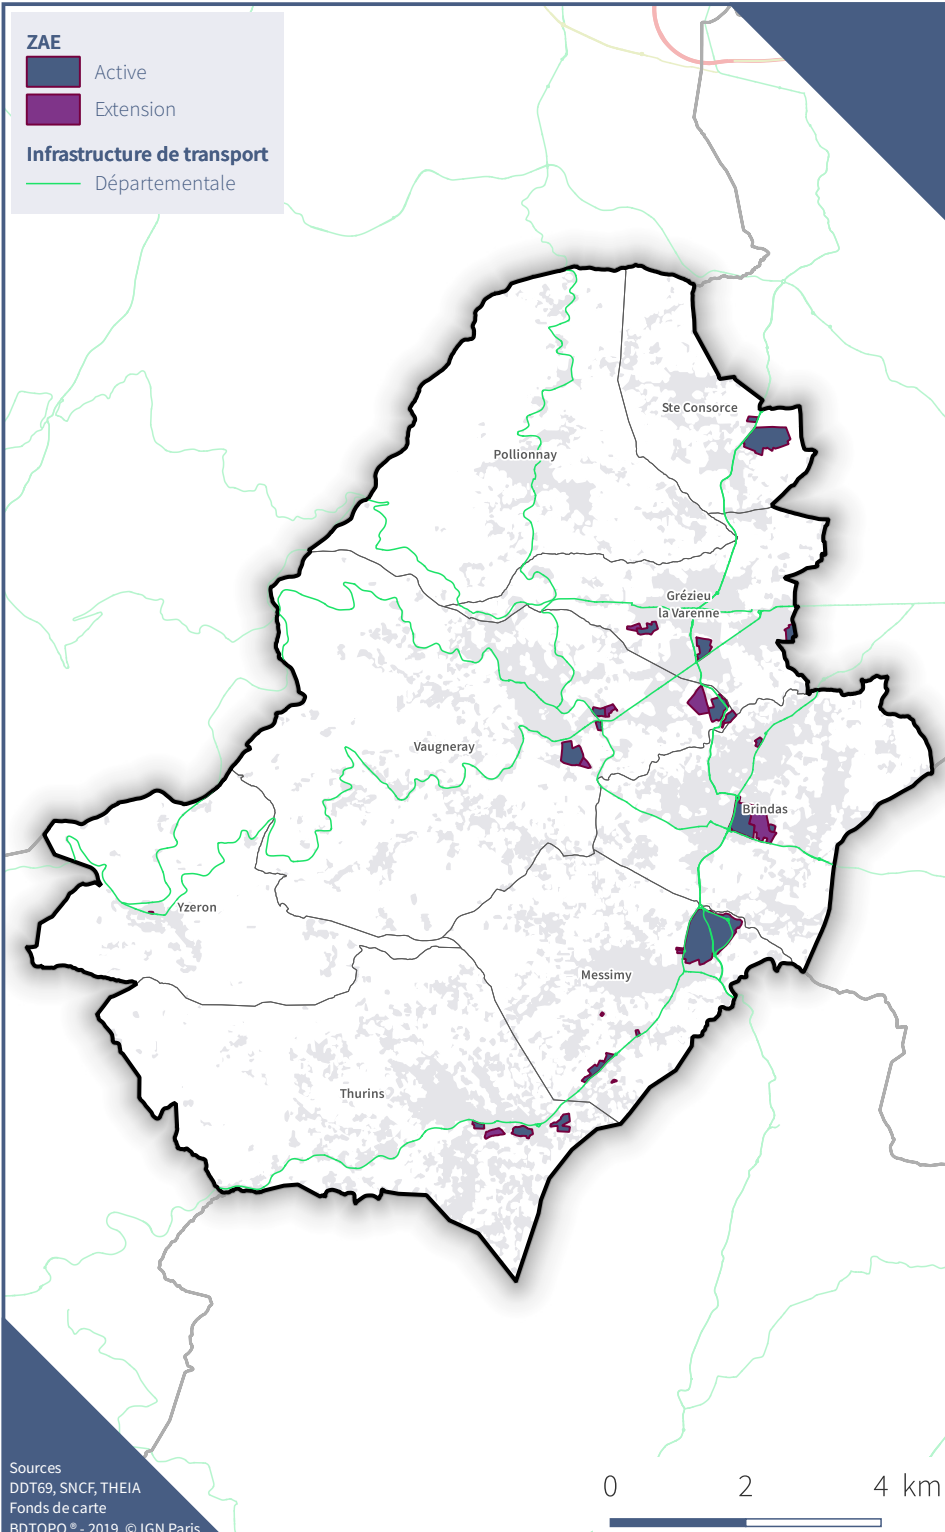 ZAE
Active
Extension
Infrastructure de transport
Départementale
Ste Consorce
Pollionnay
Grézieu
la Varenne
Vaugneray
Brindas
Yzeron
Messimy
Thurins
Sources
DDT69, SNCF, THEIA
Fonds de carte
BDTOPO ® - 2019, © IGN Paris
0 2 4 km